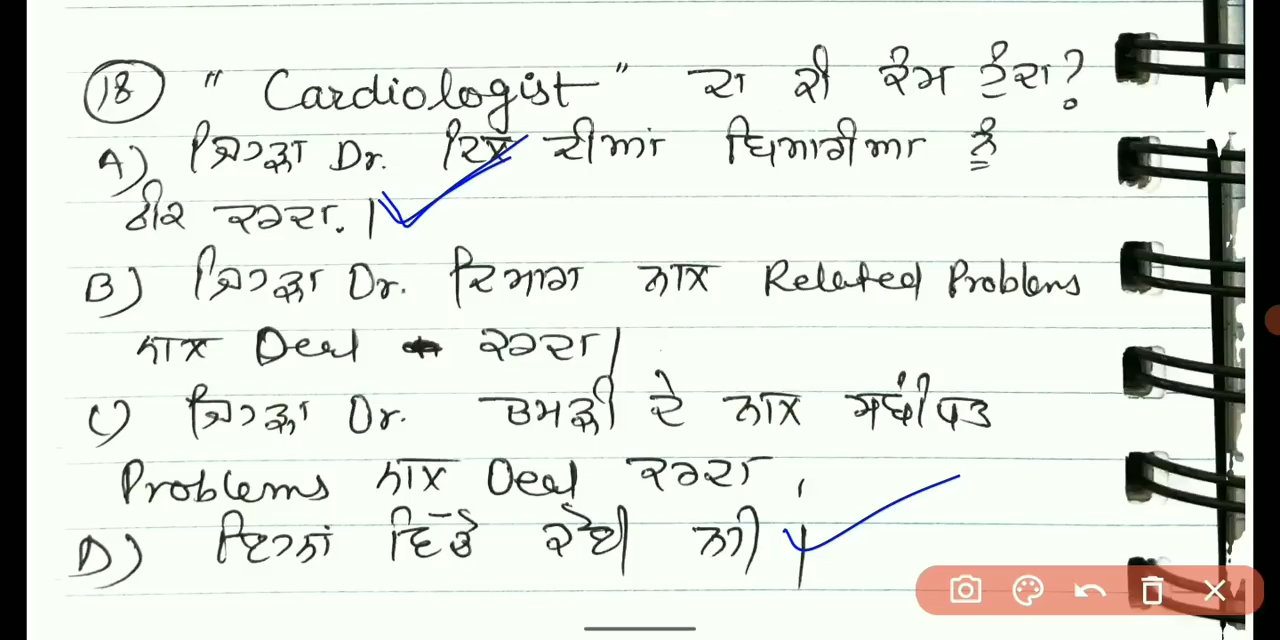 (18) " Cardiologist " ਦਾ ਕੀ ਕੰਮ ਹੁੰਦਾ?
A) ਜਿਹੜਾ Dr. ਦਿਲ ਦੀਆਂ ਬਿਮਾਰੀਆ ਨੂੰ
ਠੀਕ ਕਰਦਾ.।
B) ਜਿਹੜਾ Dr. ਦਿਮਾਗ ਨਾਲ Related Problems
ਨਾਲ Deal ਕਰਦਾ।
C) ਜਿਹੜਾ Dr. ਚਮੜੀ ਦੇ ਨਾਲ ਸਬੰਧਿਤ
Problems ਨਾਲ Deal ਕਰਦਾ,
D) ਇਹਨਾਂ ਵਿੱਚੋ ਕੋਈ ਨਹੀ।